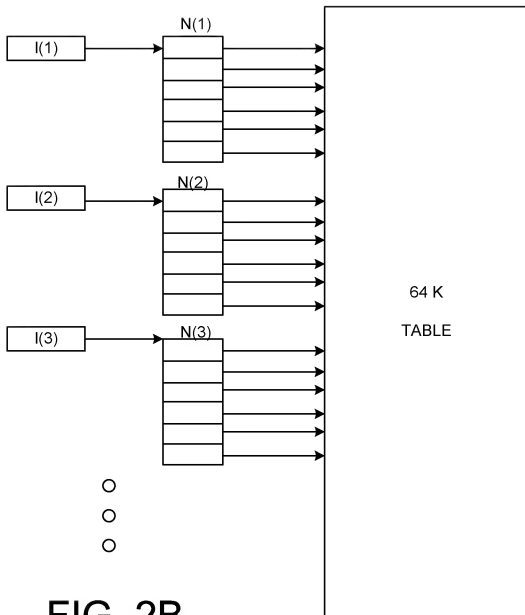 N(1)
I(1)
N(2)
I(2)
64 K
TABLE
N(3)
I(3)
FIG. 2B